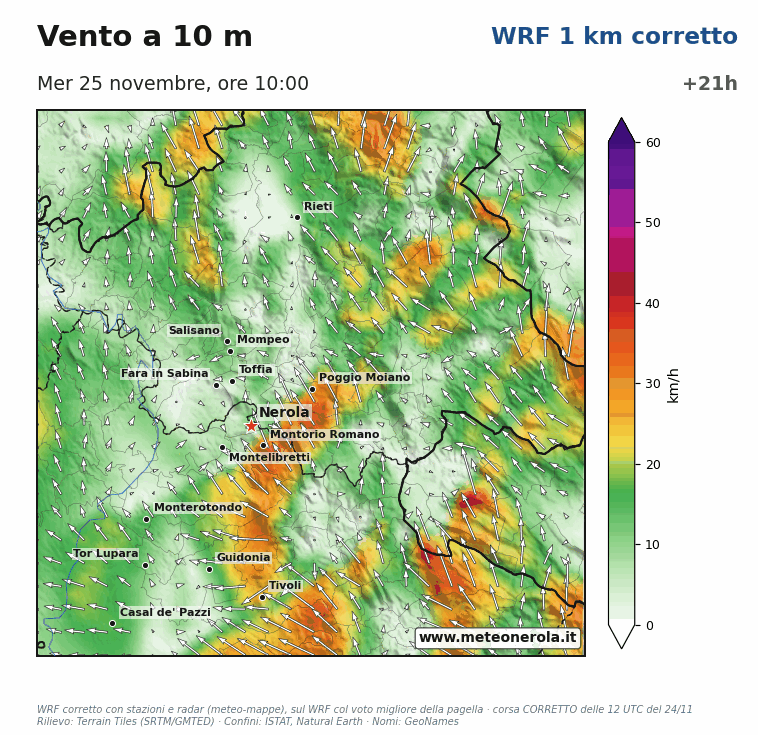 Vento a 10 m
WRF 1 km corretto
Mer 25 novembre, ore 10:00
+21h
Rieti
Salisano
Mompeo
Toffia
Fara in Sabina
Poggio Moiano
Nerola
Montorio Romano
Montelibretti
Monterotondo
Tor Lupara
Guidonia
Tivoli
Casal de' Pazzi
www.meteonerola.it
60
50
40
30
20
10
0
km/h
WRF corretto con stazioni e radar (meteo-mappe), sul WRF col voto migliore della pagella · corsa CORRETTO delle 12 UTC del 24/11
Rilievo: Terrain Tiles (SRTM/GMTED) · Confini: ISTAT, Natural Earth · Nomi: GeoNames